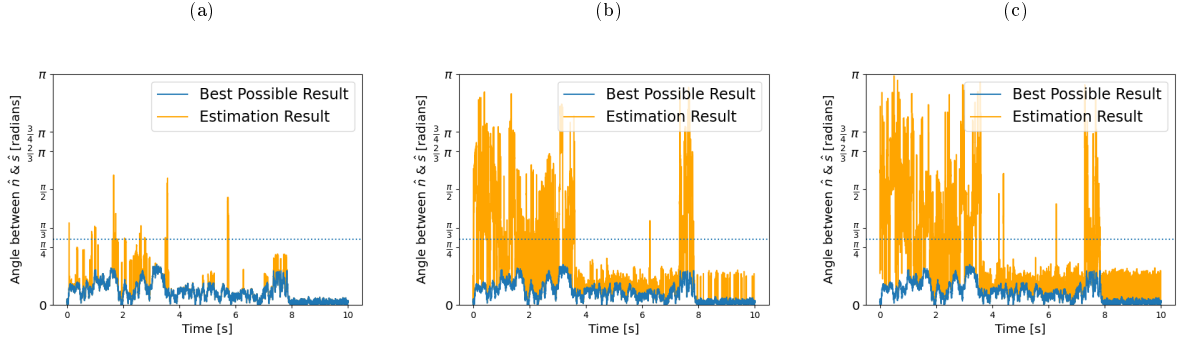 (a)
(b)
(c)
Best Possible Result
Estimation Result
Angle between n̂ & ŝ [radians]
π
3/4 π
2/3 π
π/2
π/3
π/4
0
0 2 4 6 8 10
Time [s]
Best Possible Result
Estimation Result
Angle between n̂ & ŝ [radians]
π
3/4 π
2/3 π
π/2
π/3
π/4
0
0 2 4 6 8 10
Time [s]
Best Possible Result
Estimation Result
Angle between n̂ & ŝ [radians]
π
3/4 π
2/3 π
π/2
π/3
π/4
0
0 2 4 6 8 10
Time [s]